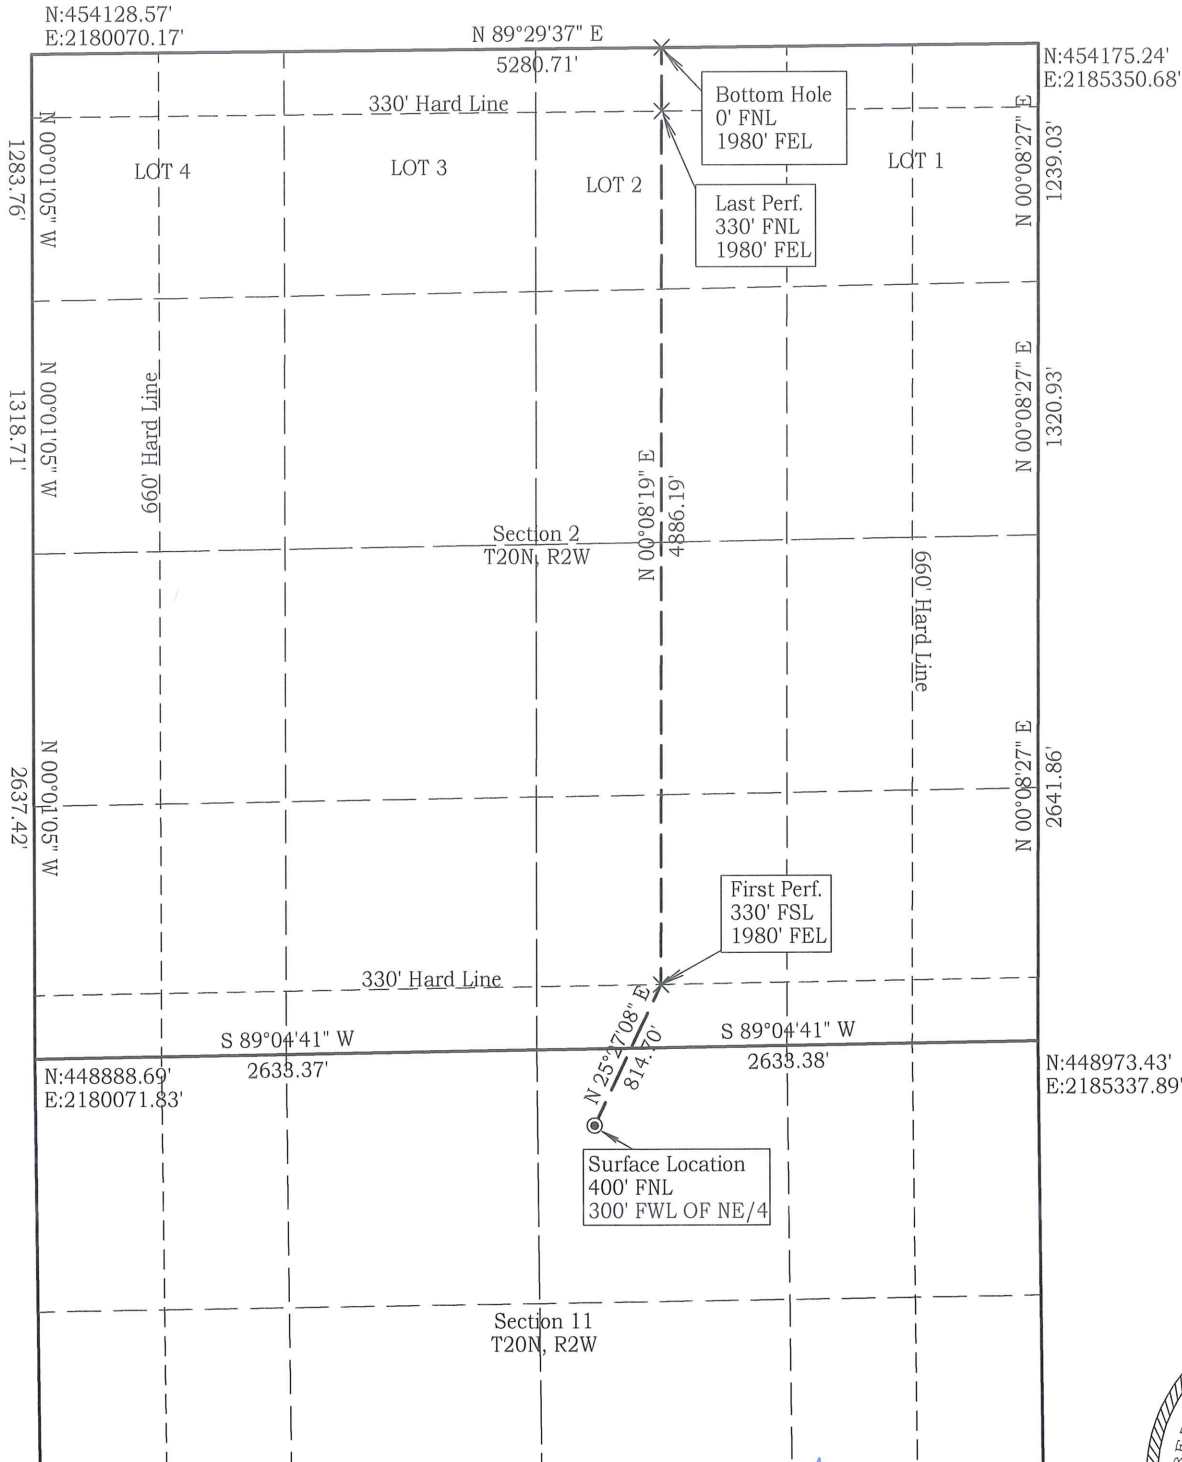 N:454128.57'
E:2180070.17'
N 89°29'37" E
5280.71'
N:454175.24'
E:2185350.68'
330' Hard Line
Bottom Hole
0' FNL
1980' FEL
LOT 4
LOT 3
LOT 2
LOT 1
Last Perf.
330' FNL
1980' FEL
N 00°01'05" W
1283.76'
N 00°08'27" E
1239.03'
N 00°01'05" W
1318.71'
660' Hard Line
N 00°08'27" E
1320.93'
N 00°08'19" E
4886.19'
Section 2
T20N, R2W
660' Hard Line
N 00°01'05" W
2637.42'
N 00°08'27" E
2641.86'
First Perf.
330' FSL
1980' FEL
330' Hard Line
N 25°27'08" E
814.70'
S 89°04'41" W
2633.37'
S 89°04'41" W
2633.38'
N:448888.69'
E:2180071.83'
N:448973.43'
E:2185337.89'
Surface Location
400' FNL
300' FWL OF NE/4
Section 11
T20N, R2W